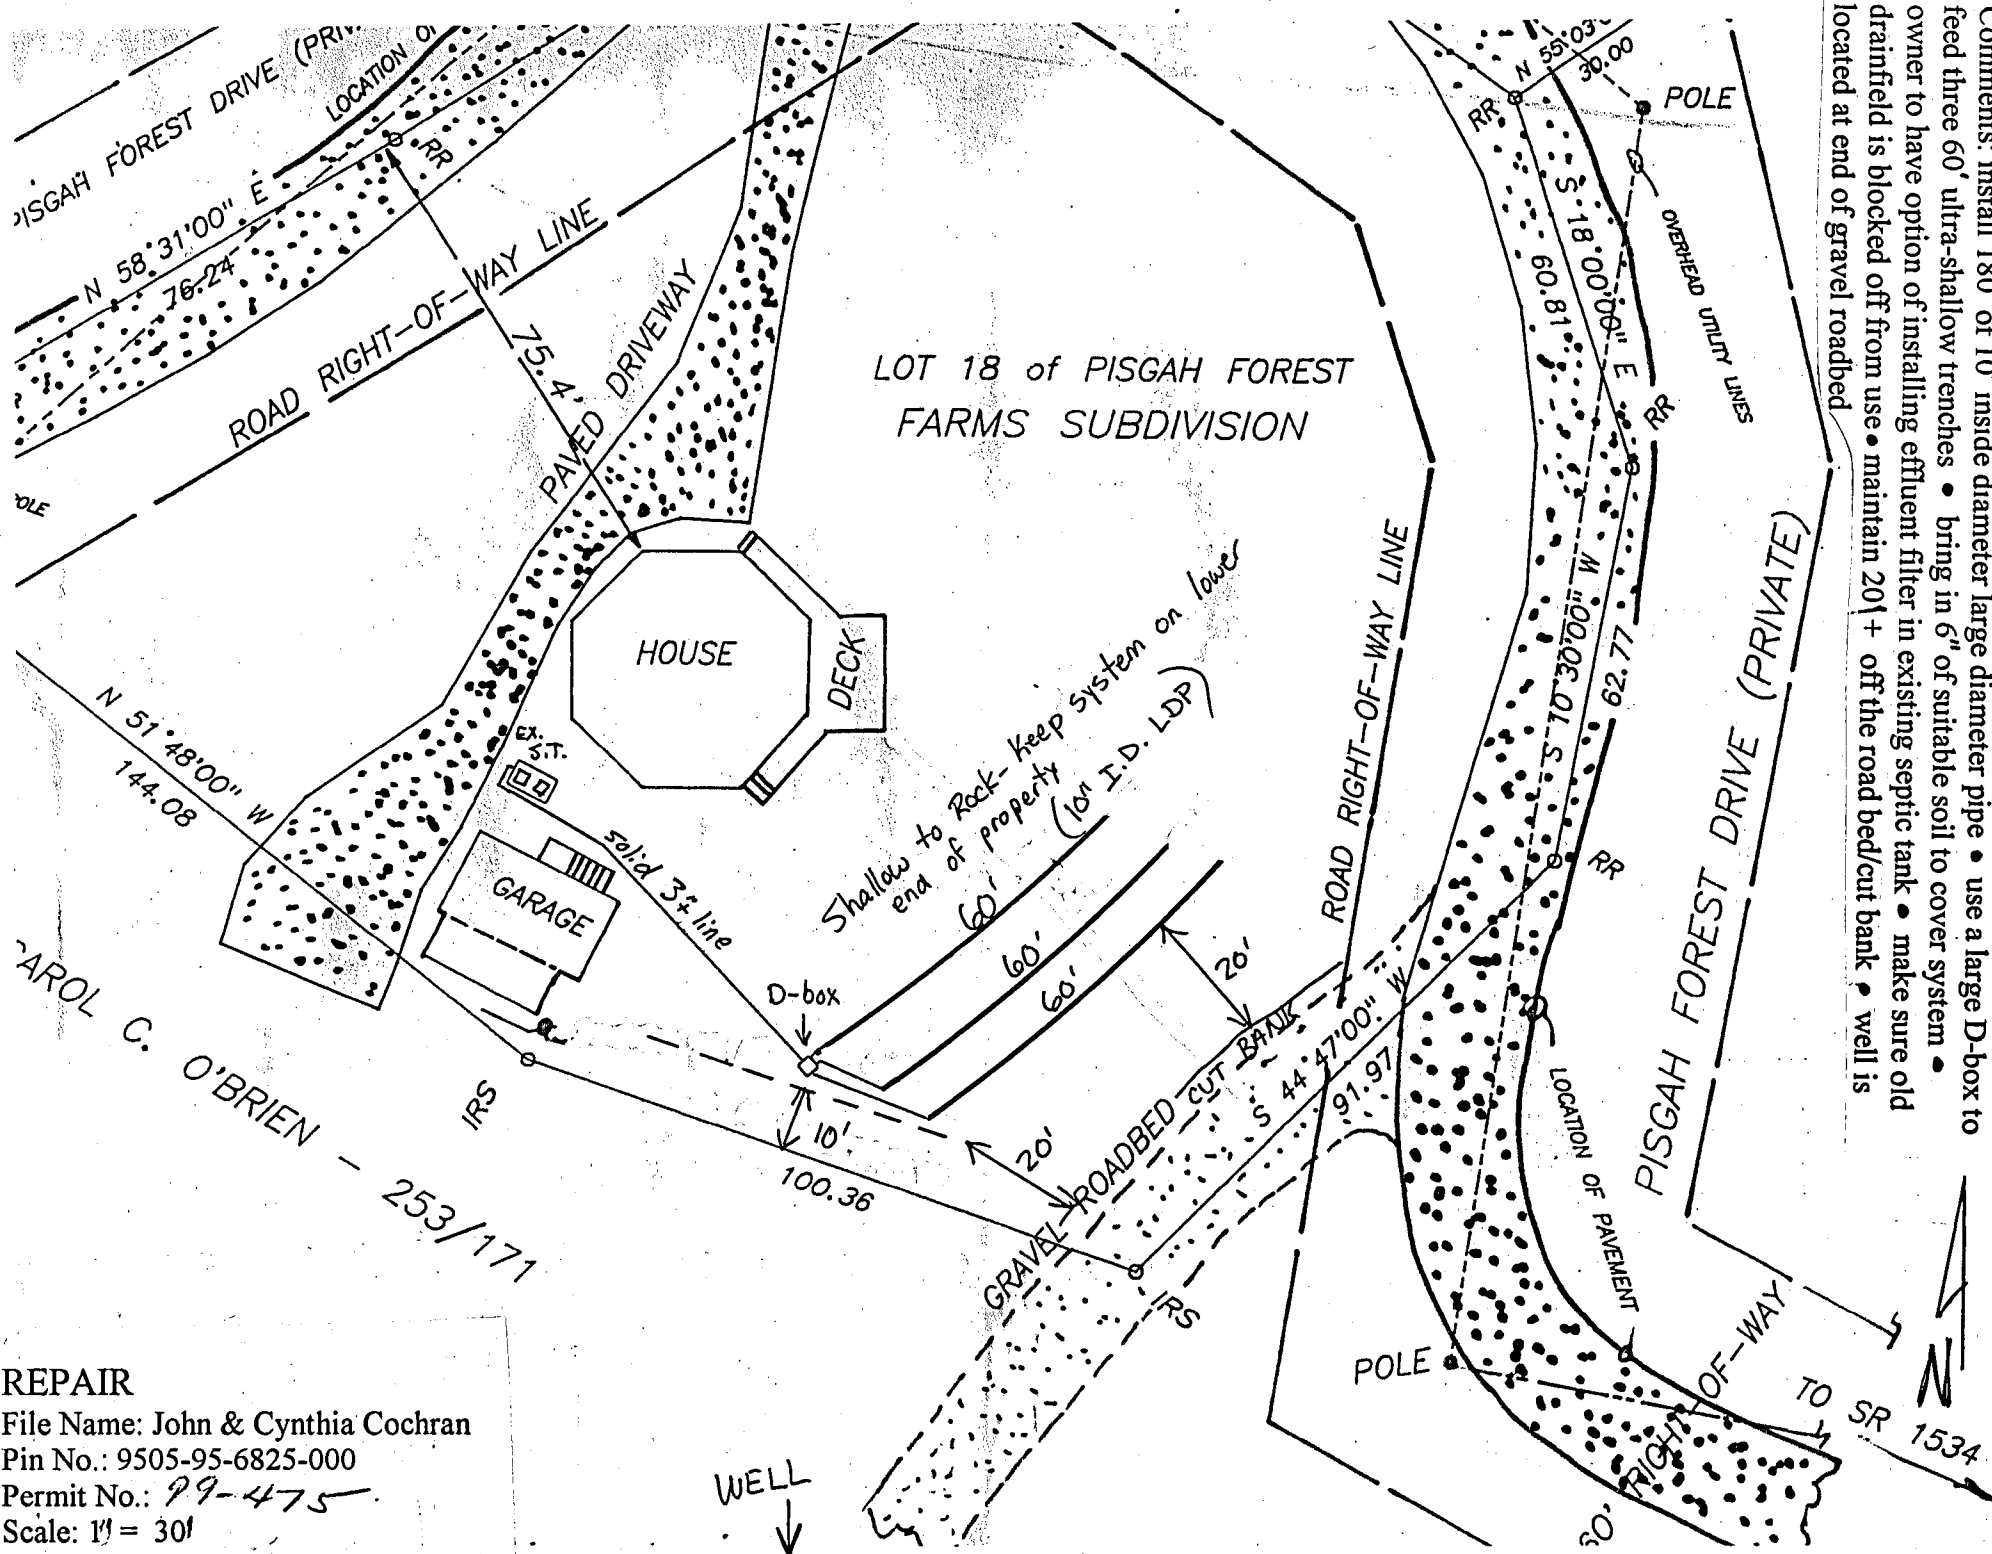 Comments: install 180' of 10" inside diameter large diameter pipe • use a large D-box to
feed three 60' ultra-shallow trenches • bring in 6" of suitable soil to cover system •
owner to have option of installing effluent filter in existing septic tank • make sure old
drainfield is blocked off from use • maintain 20'+ off the road bed/cut bank • well is
located at end of gravel roadbed
PISGAH FOREST DRIVE (PRIV
LOCATION O
RR
N 58°31'00" E
76.24
ROAD RIGHT-OF-WAY LINE
75.4'
PAVED DRIVEWAY
OLE
LOT 18 of PISGAH FOREST
FARMS SUBDIVISION
N 55°03'
30.00
RR
POLE
OVERHEAD UTILITY LINES
S 18°00'00" E
60.81
RR
S 10°30'00" W
62.77
RR
PISGAH FOREST DRIVE (PRIVATE)
ROAD RIGHT-OF-WAY LINE
HOUSE
DECK
EX.
S.T.
GARAGE
solid 3" line
Shallow to Rock- Keep system on lower
end of property
(10" I.D. LDP)
60'
60'
60'
D-box
20'
10'
20'
N 51°48'00" W
144.08
IRS
100.36
CAROL C. O'BRIEN - 253/171
GRAVEL ROADBED CUT BANK
S 44°47'00" W
91.97
IRS
LOCATION OF PAVEMENT
POLE
60' RIGHT-OF-WAY
TO SR 1534
N
WELL
REPAIR
File Name: John & Cynthia Cochran
Pin No.: 9505-95-6825-000
Permit No.: 99-475
Scale: 1" = 30'